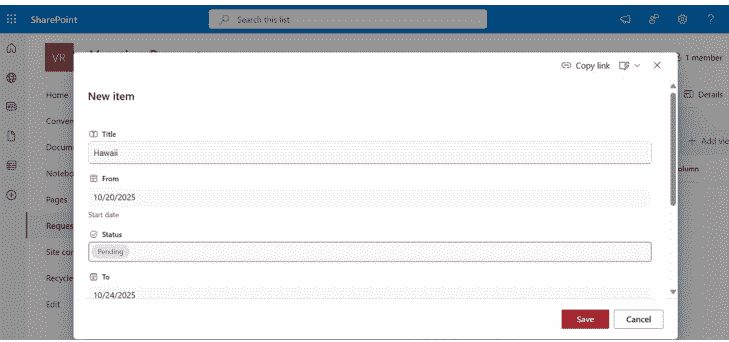 SharePoint
Search this list
VR
1 member
Copy link
Home
New item
Details
Conver
Title
Add vie
Docum
Hawaii
olumn
Notebo
From
Pages
10/20/2025
Start date
Reques
Status
Site con
Pending
Recycle
To
Edit
10/24/2025
Save
Cancel